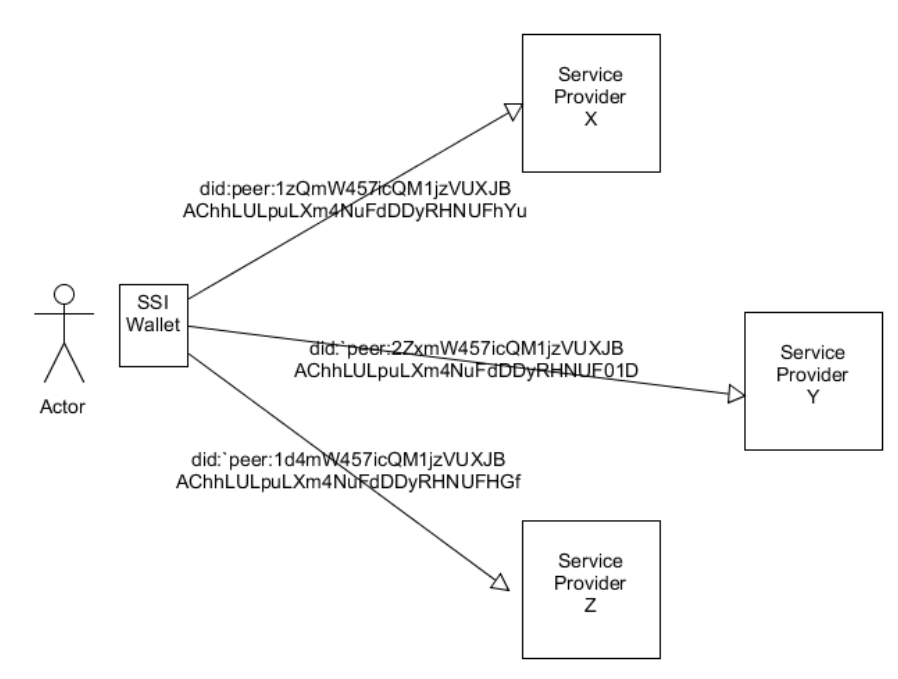 Service
Provider
X
did:peer:1zQmW457icQM1jzVUXJB
AChhLULpuLXm4NuFdDDyRHNUFhYu
SSI
Wallet
Actor
did:`peer:2ZxmW457icQM1jzVUXJB
AChhLULpuLXm4NuFdDDyRHNUF01D
Service
Provider
Y
did:`peer:1d4mW457icQM1jzVUXJB
AChhLULpuLXm4NuFdDDyRHNUFHGf
Service
Provider
Z